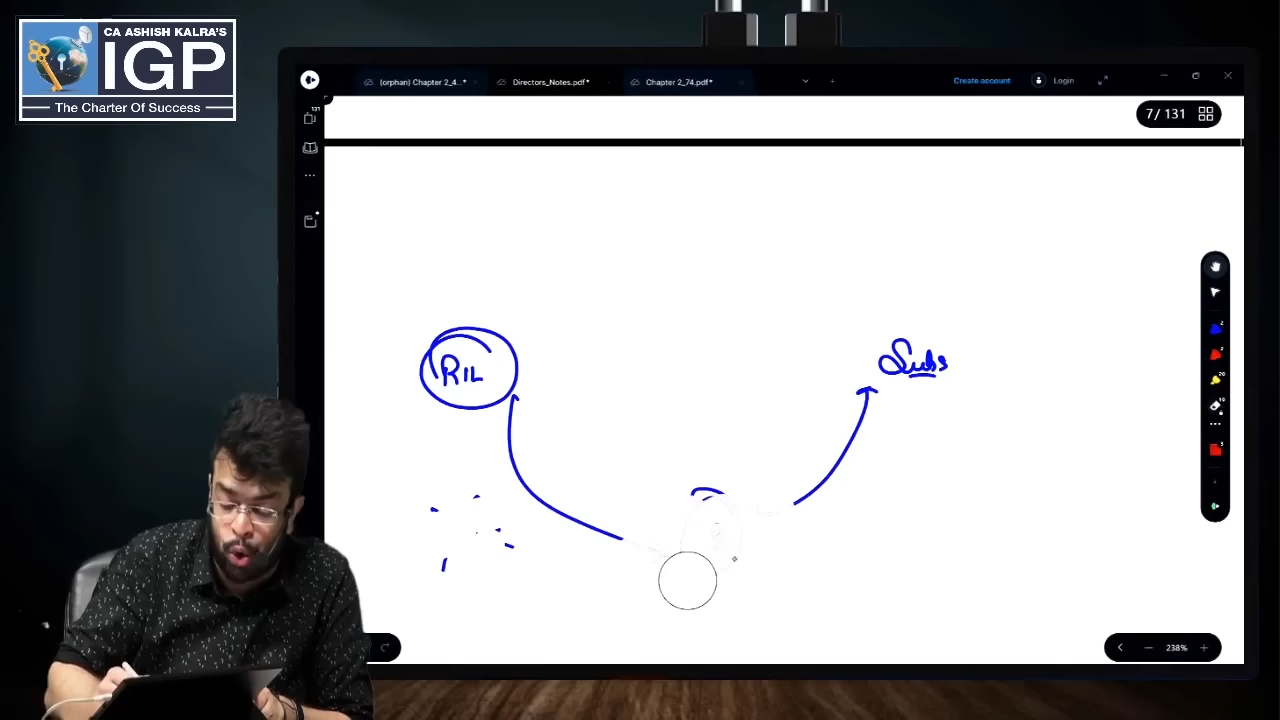 CA ASHISH KALRA'S
IGP
The Charter Of Success
(orphan) Chapter 2_4...*
Directors_Notes.pdf*
Chapter 2_74.pdf*
Create account
Login
131
7 / 131
RIL
Subs
238%